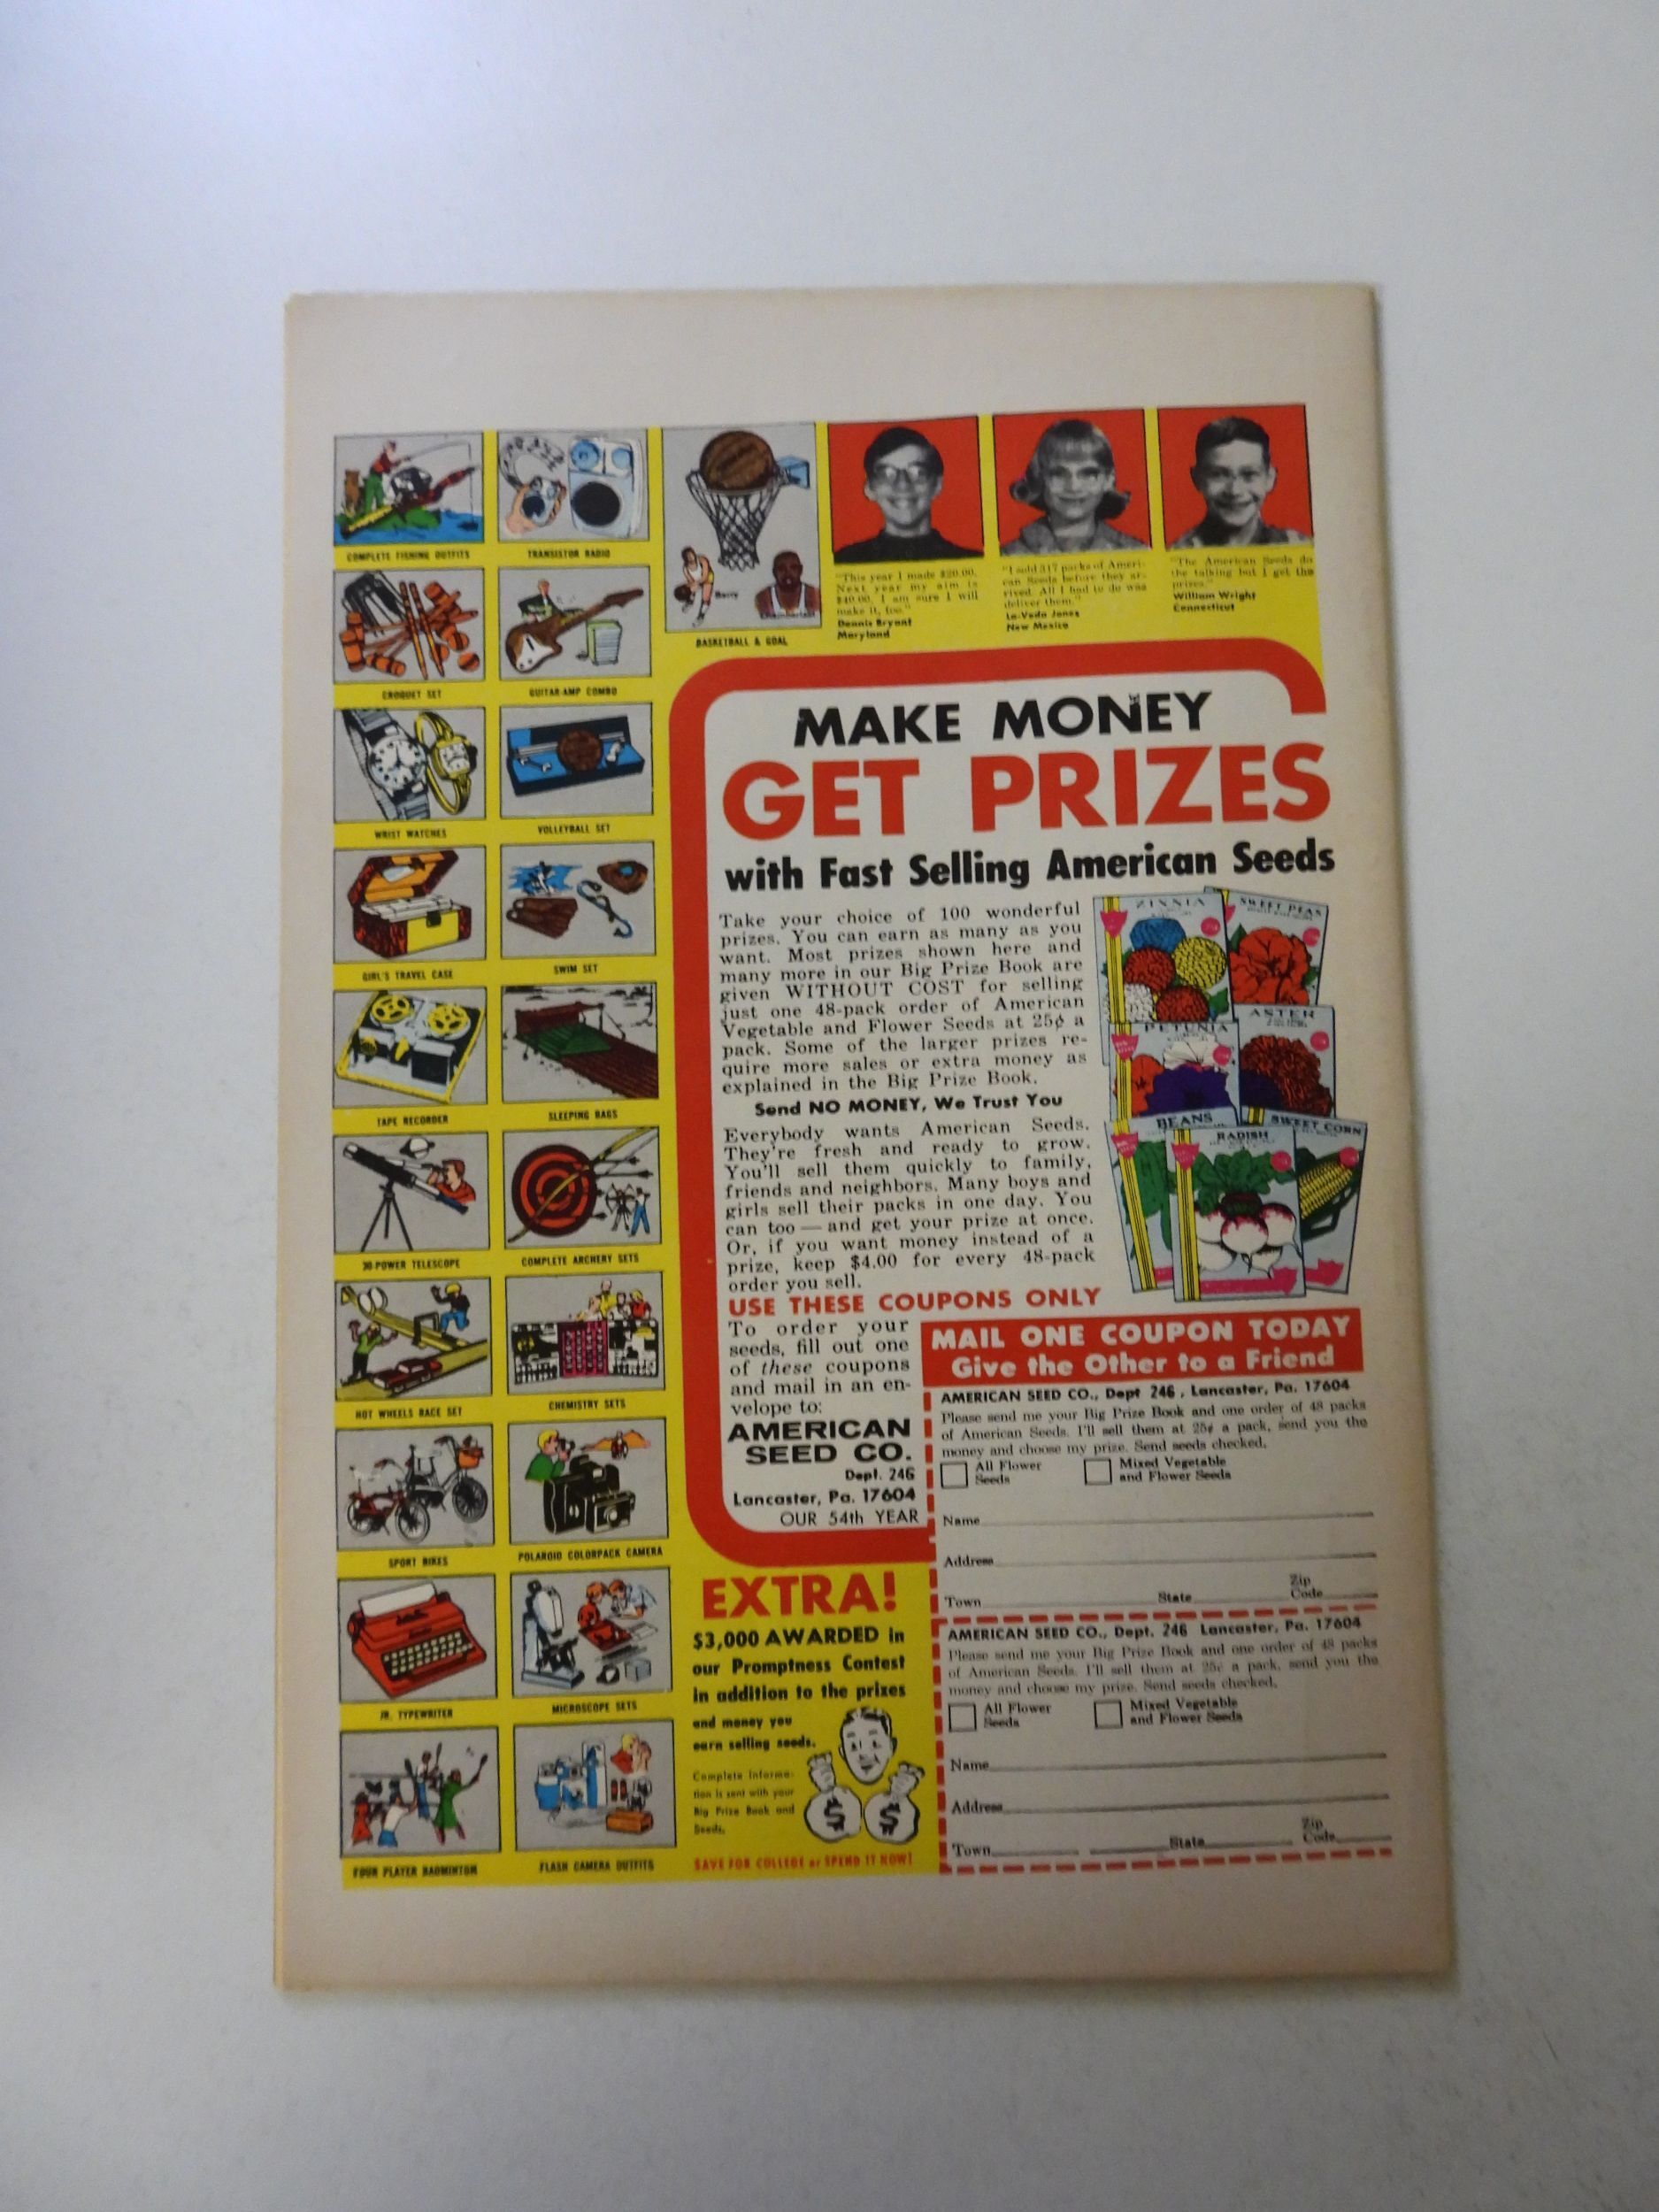 COMPLETE FISHING OUTFITS
TRANSISTOR RADIO
CROQUET SET
GUITAR-AMP COMBO
WRIST WATCHES
VOLLEYBALL SET
GIRL'S TRAVEL CASE
SWIM SET
TAPE RECORDER
SLEEPING BAGS
30-POWER TELESCOPE
COMPLETE ARCHERY SETS
HOT WHEELS RACE SET
CHEMISTRY SETS
SPORT BIKES
POLAROID COLORPACK CAMERA
JR. TYPEWRITER
MICROSCOPE SETS
FOUR PLAYER BADMINTON
FLASH CAMERA OUTFITS
Barry
Chamberlain
BASKETBALL & GOAL
"This year I made $20.00.
Next year my aim is
$40.00. I am sure I will
make it, too."
Dennis Bryant
Maryland
"I sold 317 packs of Ameri-
can Seeds before they ar-
rived. All I had to do was
deliver them."
La-Veda Jones
New Mexico
"The American Seeds do
the talking but I get the
prizes."
William Wright
Connecticut
MAKE MONEY
GET PRIZES
with Fast Selling American Seeds
Take your choice of 100 wonderful
prizes. You can earn as many as you
want. Most prizes shown here and
many more in our Big Prize Book are
given WITHOUT COST for selling
just one 48-pack order of American
Vegetable and Flower Seeds at 25¢ a
pack. Some of the larger prizes re-
quire more sales or extra money as
explained in the Big Prize Book.
Send NO MONEY, We Trust You
Everybody wants American Seeds.
They're fresh and ready to grow.
You'll sell them quickly to family,
friends and neighbors. Many boys and
girls sell their packs in one day. You
can too — and get your prize at once.
Or, if you want money instead of a
prize, keep $4.00 for every 48-pack
order you sell.
ZINNIA
SWEET PEAS
PETUNIA
ASTER
BEANS
RADISH
SWEET CORN
USE THESE COUPONS ONLY
To order your
seeds, fill out one
of these coupons
and mail in an en-
velope to:
AMERICAN
SEED CO.
Dept. 246
Lancaster, Pa. 17604
OUR 54th YEAR
MAIL ONE COUPON TODAY
Give the Other to a Friend
AMERICAN SEED CO., Dept 246, Lancaster, Pa. 17604
Please send me your Big Prize Book and one order of 48 packs
of American Seeds. I'll sell them at 25¢ a pack, send you the
money and choose my prize. Send seeds checked.
All Flower
Seeds
Mixed Vegetable
and Flower Seeds
Name
Address
Town State Zip Code
AMERICAN SEED CO., Dept. 246 Lancaster, Pa. 17604
Please send me your Big Prize Book and one order of 48 packs
of American Seeds. I'll sell them at 25¢ a pack, send you the
money and choose my prize. Send seeds checked.
All Flower
Seeds
Mixed Vegetable
and Flower Seeds
Name
Address
Town State Zip Code
EXTRA!
$3,000 AWARDED in
our Promptness Contest
in addition to the prizes
and money you
earn selling seeds.
Complete informa-
tion is sent with your
Big Prize Book and
Seeds.
$ $
SAVE FOR COLLEGE or SPEND IT NOW!